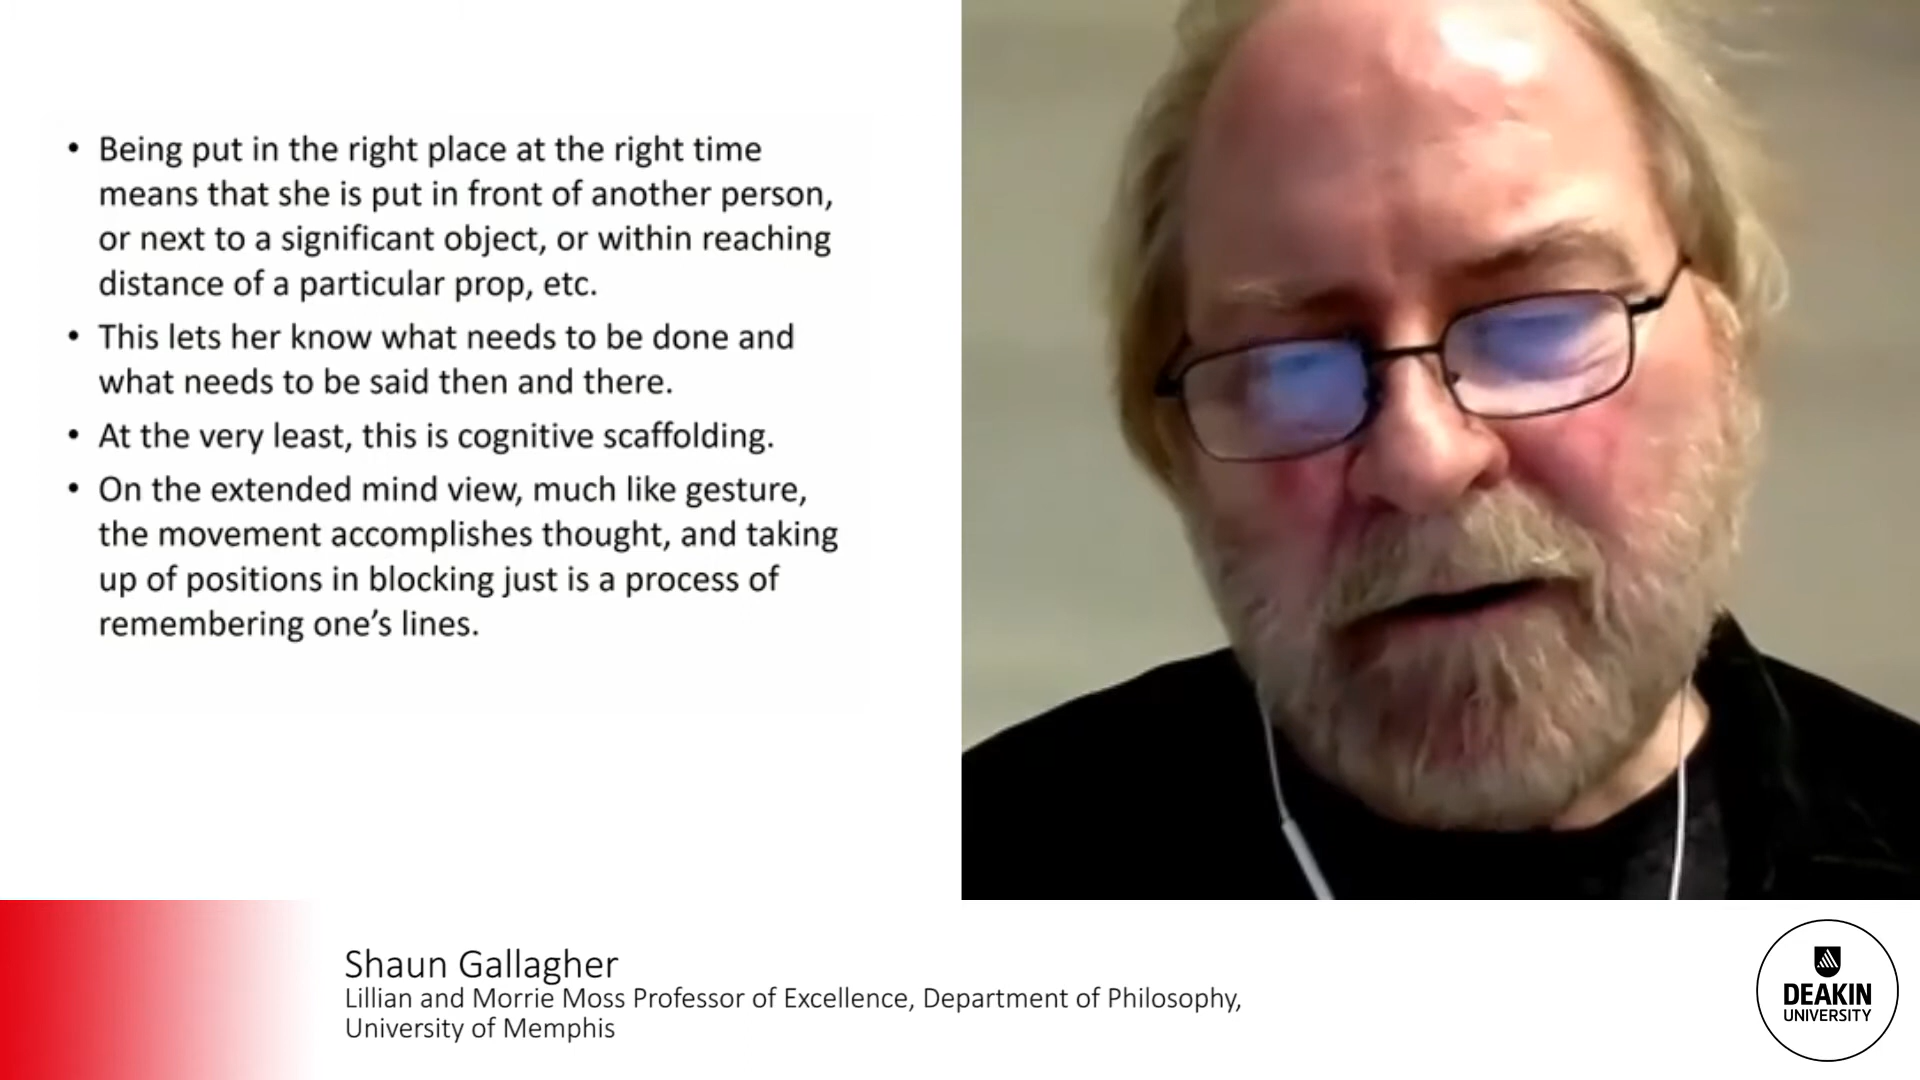 • Being put in the right place at the right time
means that she is put in front of another person,
or next to a significant object, or within reaching
distance of a particular prop, etc.
• This lets her know what needs to be done and
what needs to be said then and there.
• At the very least, this is cognitive scaffolding.
• On the extended mind view, much like gesture,
the movement accomplishes thought, and taking
up of positions in blocking just is a process of
remembering one’s lines.
Shaun Gallagher
Lillian and Morrie Moss Professor of Excellence, Department of Philosophy,
University of Memphis
DEAKIN
UNIVERSITY